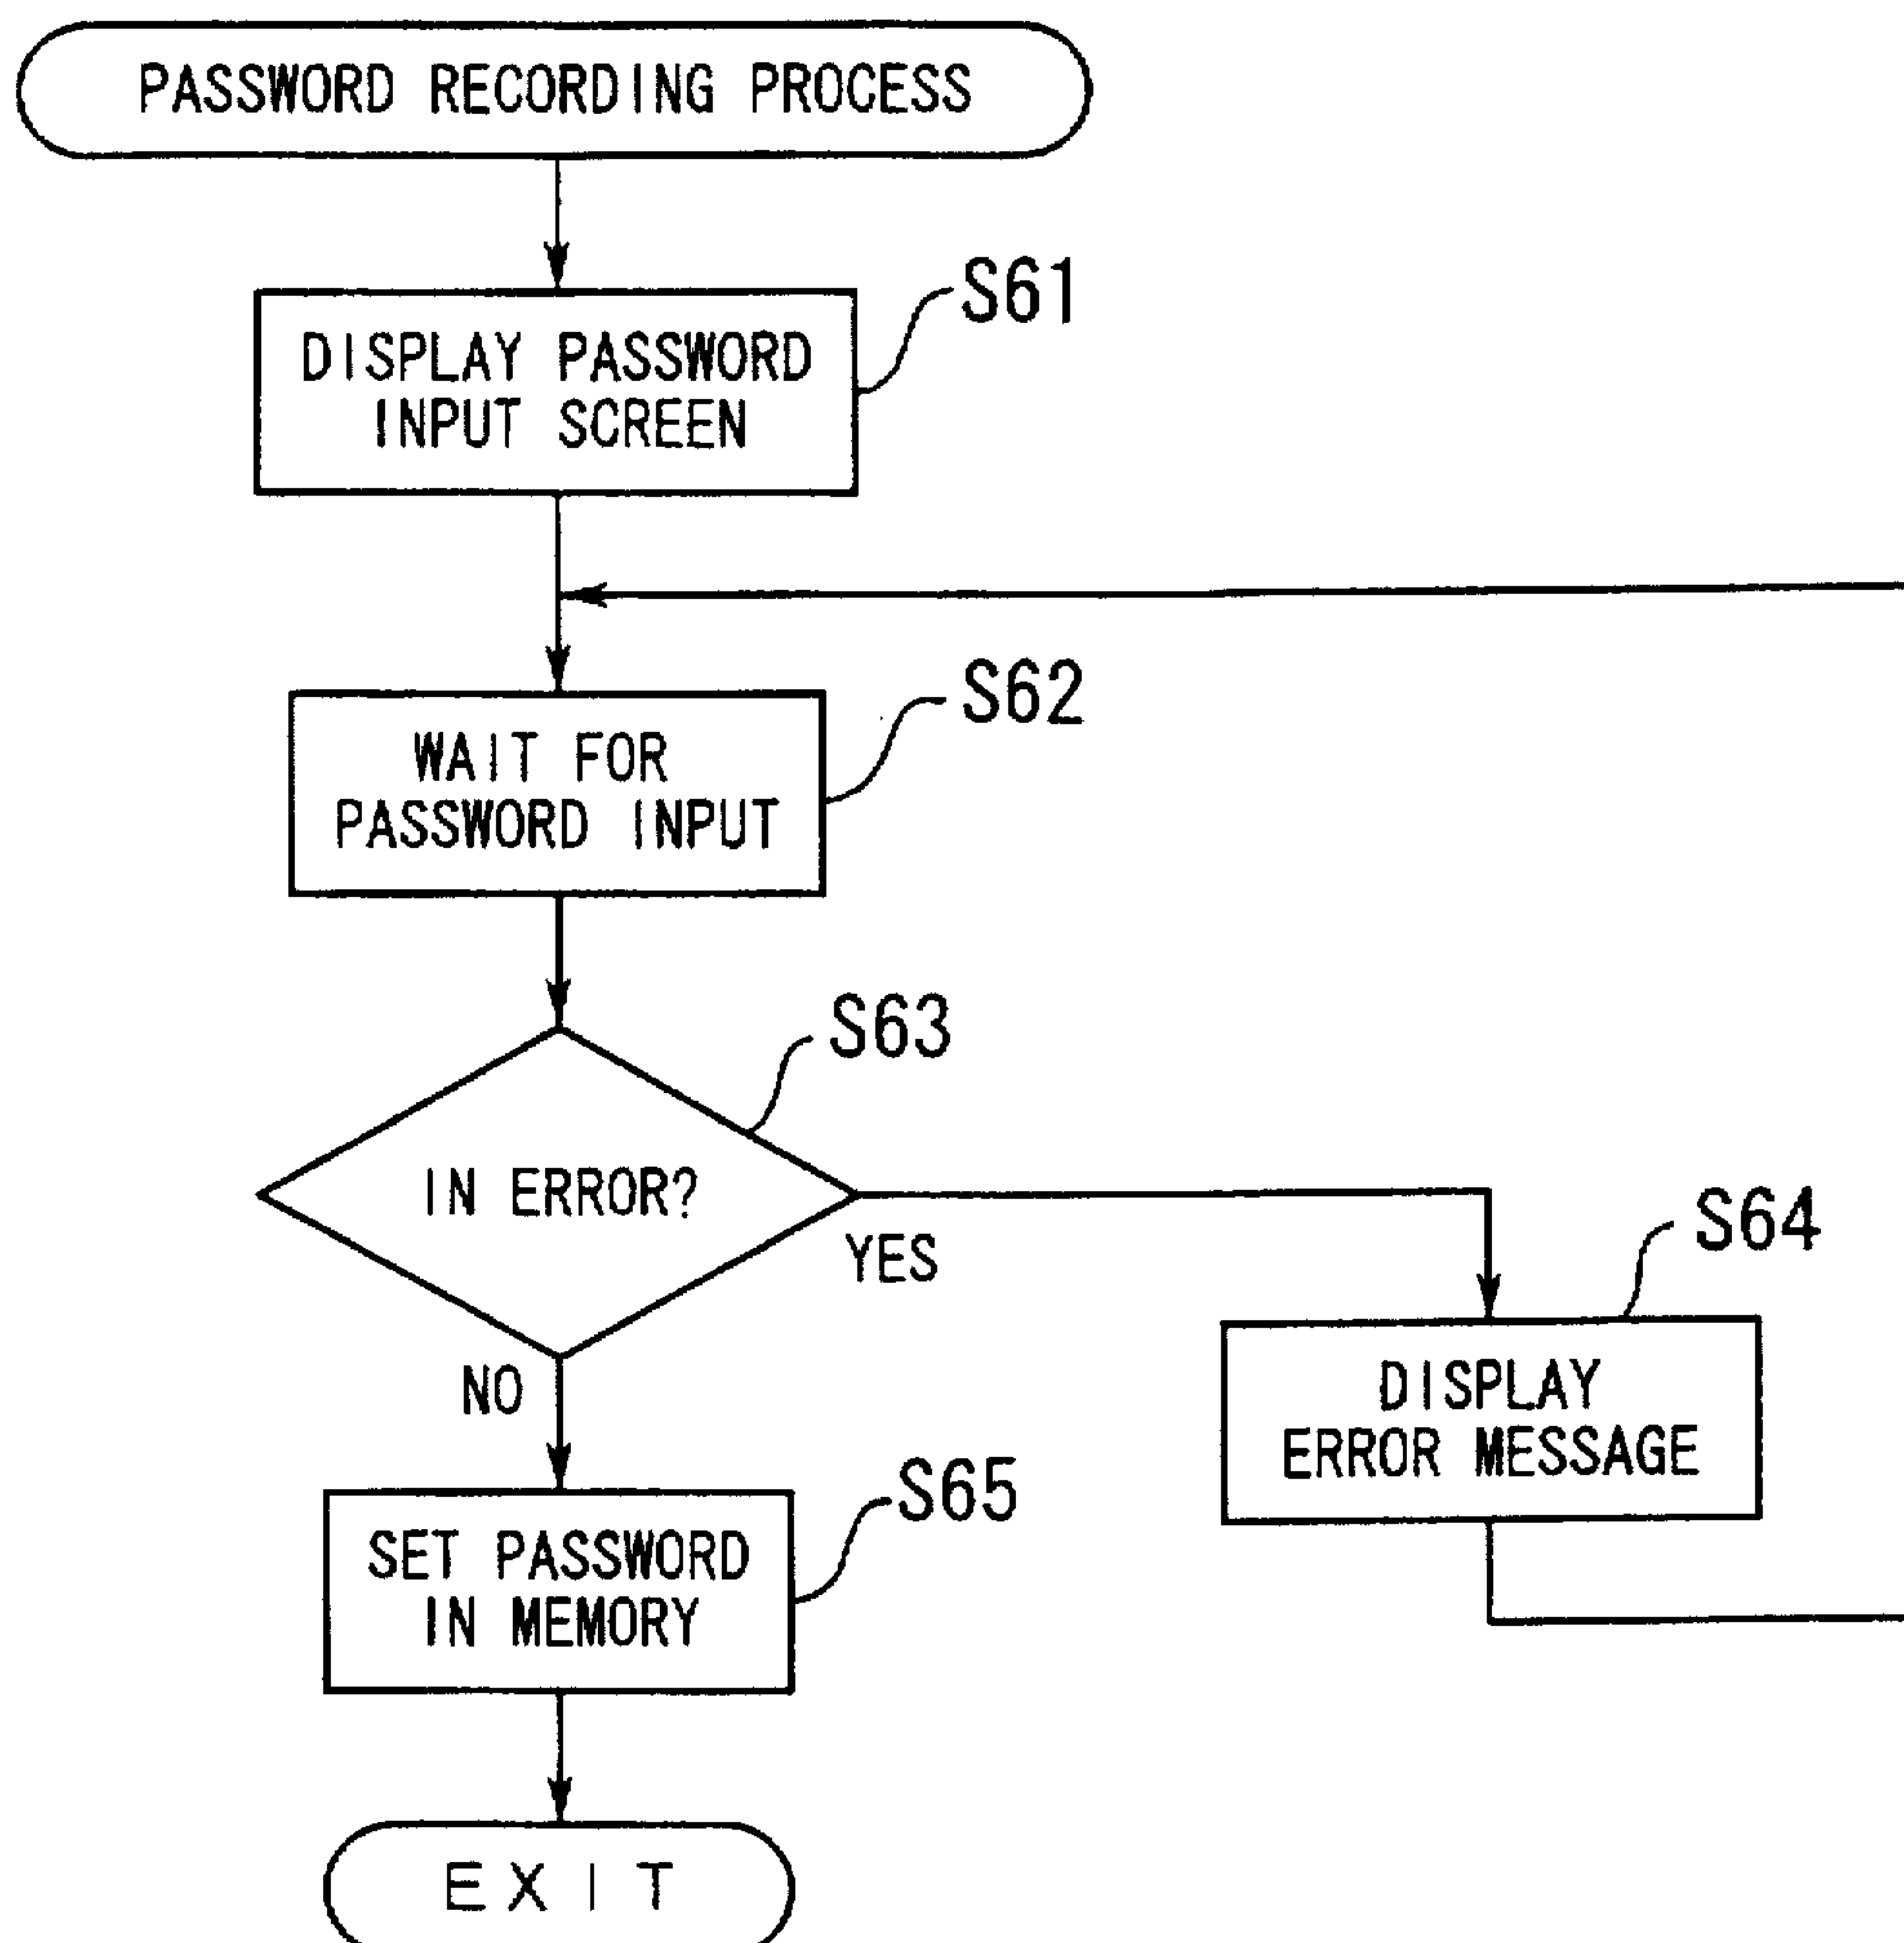 PASSWORD RECORDING PROCESS
S61
DISPLAY PASSWORD
INPUT SCREEN
S62
WAIT FOR
PASSWORD INPUT
S63
IN ERROR?
YES
NO
S64
DISPLAY
ERROR MESSAGE
S65
SET PASSWORD
IN MEMORY
EXIT